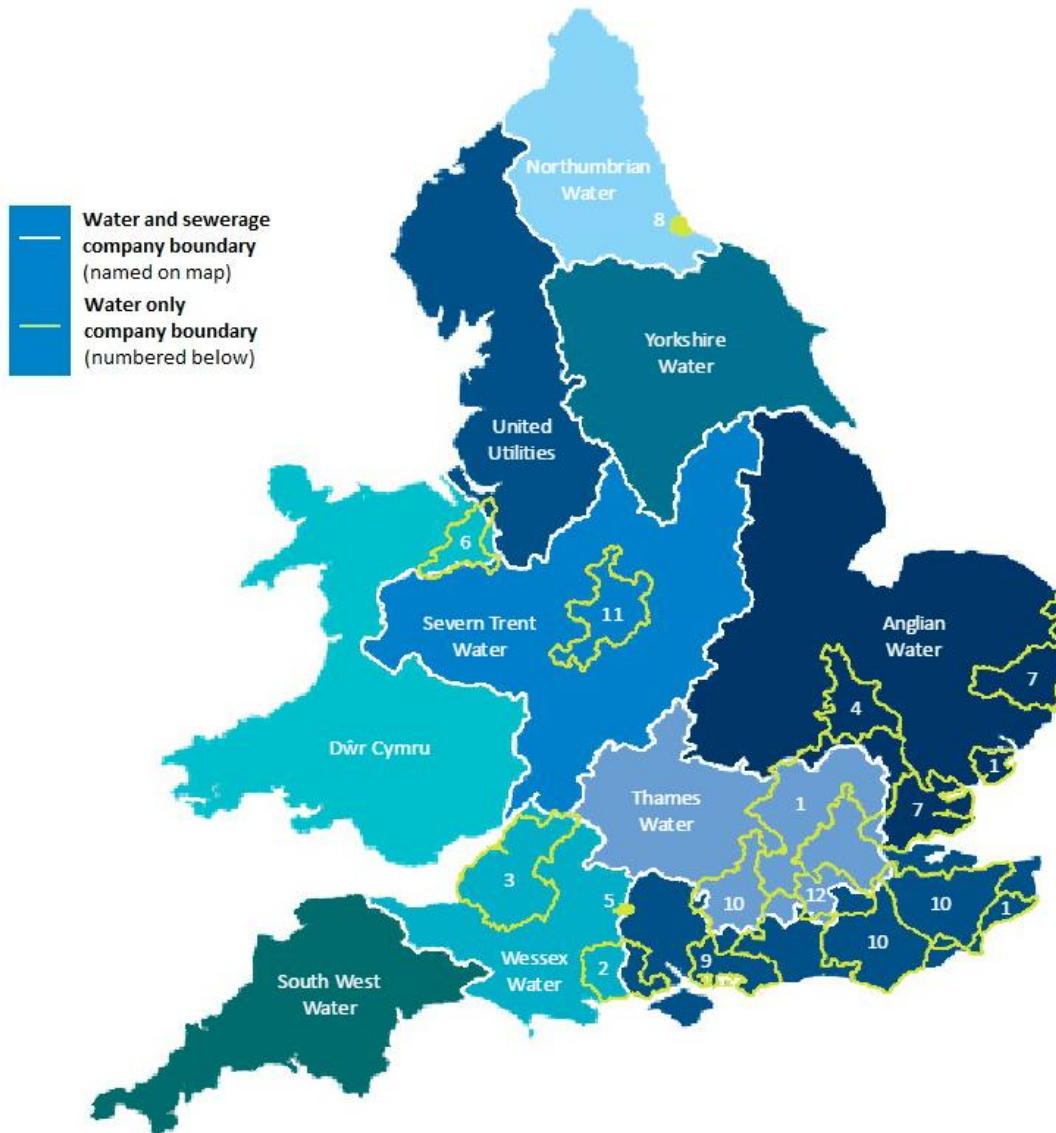 Northumbrian
Water
8
Water and sewerage
company boundary
(named on map)
Water only
company boundary
(numbered below)
Yorkshire
Water
United
Utilities
6
11
Severn Trent
Water
Anglian
Water
7
4
Dŵr Cymru
1
Thames
Water
1
7
3
5
10
12
10
1
10
Wessex
Water
2
9
South West
Water